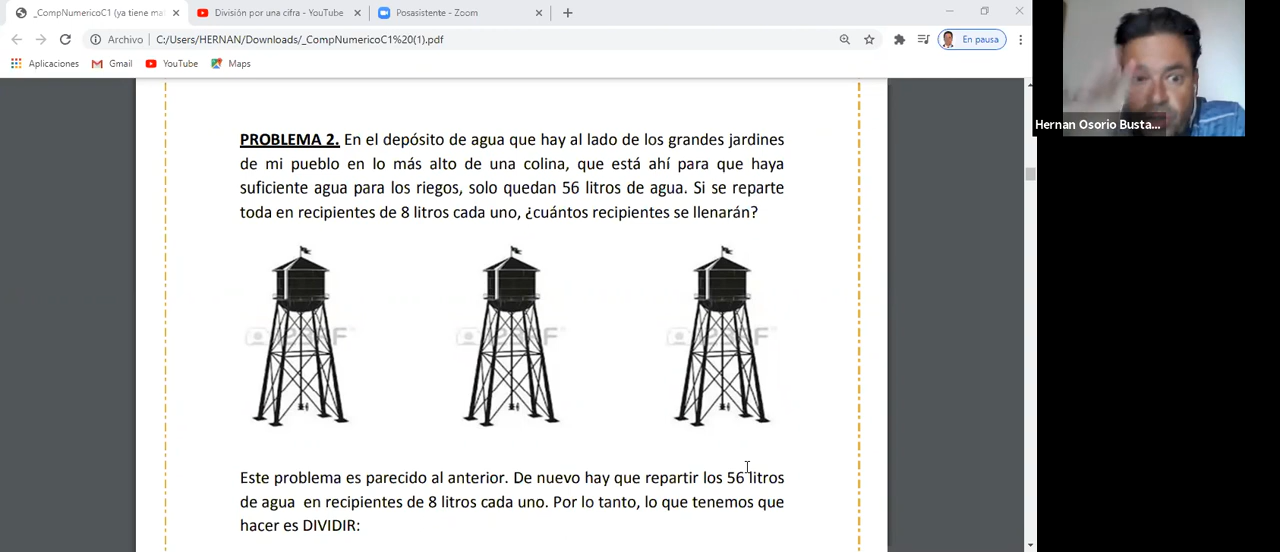 _CompNumericoC1 (ya tiene mat
División por una cifra - YouTube
Posasistente - Zoom
Archivo
C:/Users/HERNAN/Downloads/_CompNumericoC1%20(1).pdf
En pausa
Aplicaciones
Gmail
YouTube
Maps
Hernan Osorio Busta...
PROBLEMA 2. En el depósito de agua que hay al lado de los grandes jardines
de mi pueblo en lo más alto de una colina, que está ahí para que haya
suficiente agua para los riegos, solo quedan 56 litros de agua. Si se reparte
toda en recipientes de 8 litros cada uno, ¿cuántos recipientes se llenarán?
Este problema es parecido al anterior. De nuevo hay que repartir los 56 litros
de agua en recipientes de 8 litros cada uno. Por lo tanto, lo que tenemos que
hacer es DIVIDIR: